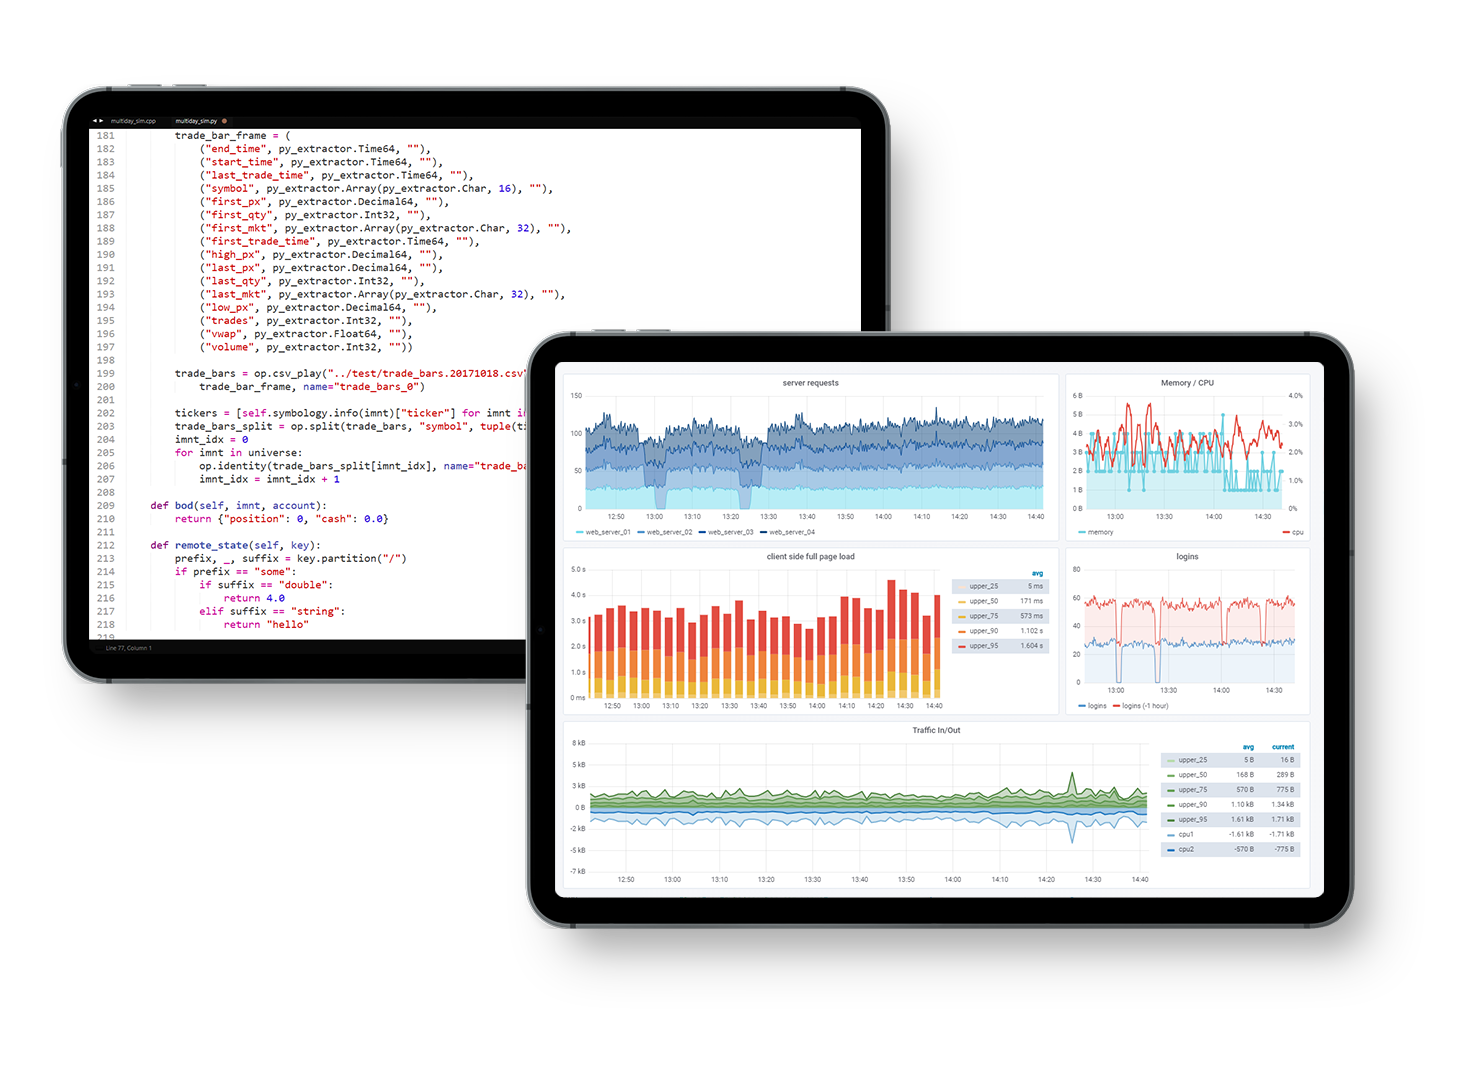 multiday_sim.cpp multiday_sim.py
181 trade_bar_frame = (
182 ("end_time", py_extractor.Time64, ""),
183 ("start_time", py_extractor.Time64, ""),
184 ("last_trade_time", py_extractor.Time64, ""),
185 ("symbol", py_extractor.Array(py_extractor.Char, 16), ""),
186 ("first_px", py_extractor.Decimal64, ""),
187 ("first_qty", py_extractor.Int32, ""),
188 ("first_mkt", py_extractor.Array(py_extractor.Char, 32), ""),
189 ("first_trade_time", py_extractor.Time64, ""),
190 ("high_px", py_extractor.Decimal64, ""),
191 ("last_px", py_extractor.Decimal64, ""),
192 ("last_qty", py_extractor.Int32, ""),
193 ("last_mkt", py_extractor.Array(py_extractor.Char, 32), ""),
194 ("low_px", py_extractor.Decimal64, ""),
195 ("trades", py_extractor.Int32, ""),
196 ("vwap", py_extractor.Float64, ""),
197 ("volume", py_extractor.Int32, ""))
198
199 trade_bars = op.csv_play("../test/trade_bars.20171018.csv"
200 trade_bar_frame, name="trade_bars_0")
201
202 tickers = [self.symbology.info(imnt)["ticker"] for imnt in
203 trade_bars_split = op.split(trade_bars, "symbol", tuple(ti
204 imnt_idx = 0
205 for imnt in universe:
206 op.identity(trade_bars_split[imnt_idx], name="trade_ba
207 imnt_idx = imnt_idx + 1
208
209 def bod(self, imnt, account):
210 return {"position": 0, "cash": 0.0}
211
212 def remote_state(self, key):
213 prefix, _, suffix = key.partition("/")
214 if prefix == "some":
215 if suffix == "double":
216 return 4.0
217 elif suffix == "string":
218 return "hello"
219
Line 77, Column 1
server requests
150
100
50
0
12:50 13:00 13:10 13:20 13:30 13:40 13:50 14:00 14:10 14:20 14:30 14:40
web_server_01 web_server_02 web_server_03 web_server_04
Memory / CPU
6 B 4.0%
5 B
4 B 3.0%
3 B 2.0%
2 B
1 B 1.0%
0 B 0%
13:00 13:30 14:00 14:30
memory cpu
client side full page load
5.0 s
4.0 s
3.0 s
2.0 s
1.0 s
0 ms
12:50 13:00 13:10 13:20 13:30 13:40 13:50 14:00 14:10 14:20 14:30 14:40
avg
upper_25 5 ms
upper_50 171 ms
upper_75 573 ms
upper_90 1.102 s
upper_95 1.604 s
logins
80
60
40
20
0
13:00 13:30 14:00 14:30
logins logins (-1 hour)
Traffic In/Out
8 kB
5 kB
3 kB
0 B
-2 kB
-5 kB
-7 kB
12:50 13:00 13:10 13:20 13:30 13:40 13:50 14:00 14:10 14:20 14:30 14:40
avg current
upper_25 5 B 16 B
upper_50 168 B 289 B
upper_75 570 B 775 B
upper_90 1.10 kB 1.34 kB
upper_95 1.61 kB 1.71 kB
cpu1 -1.61 kB -1.71 kB
cpu2 -570 B -775 B